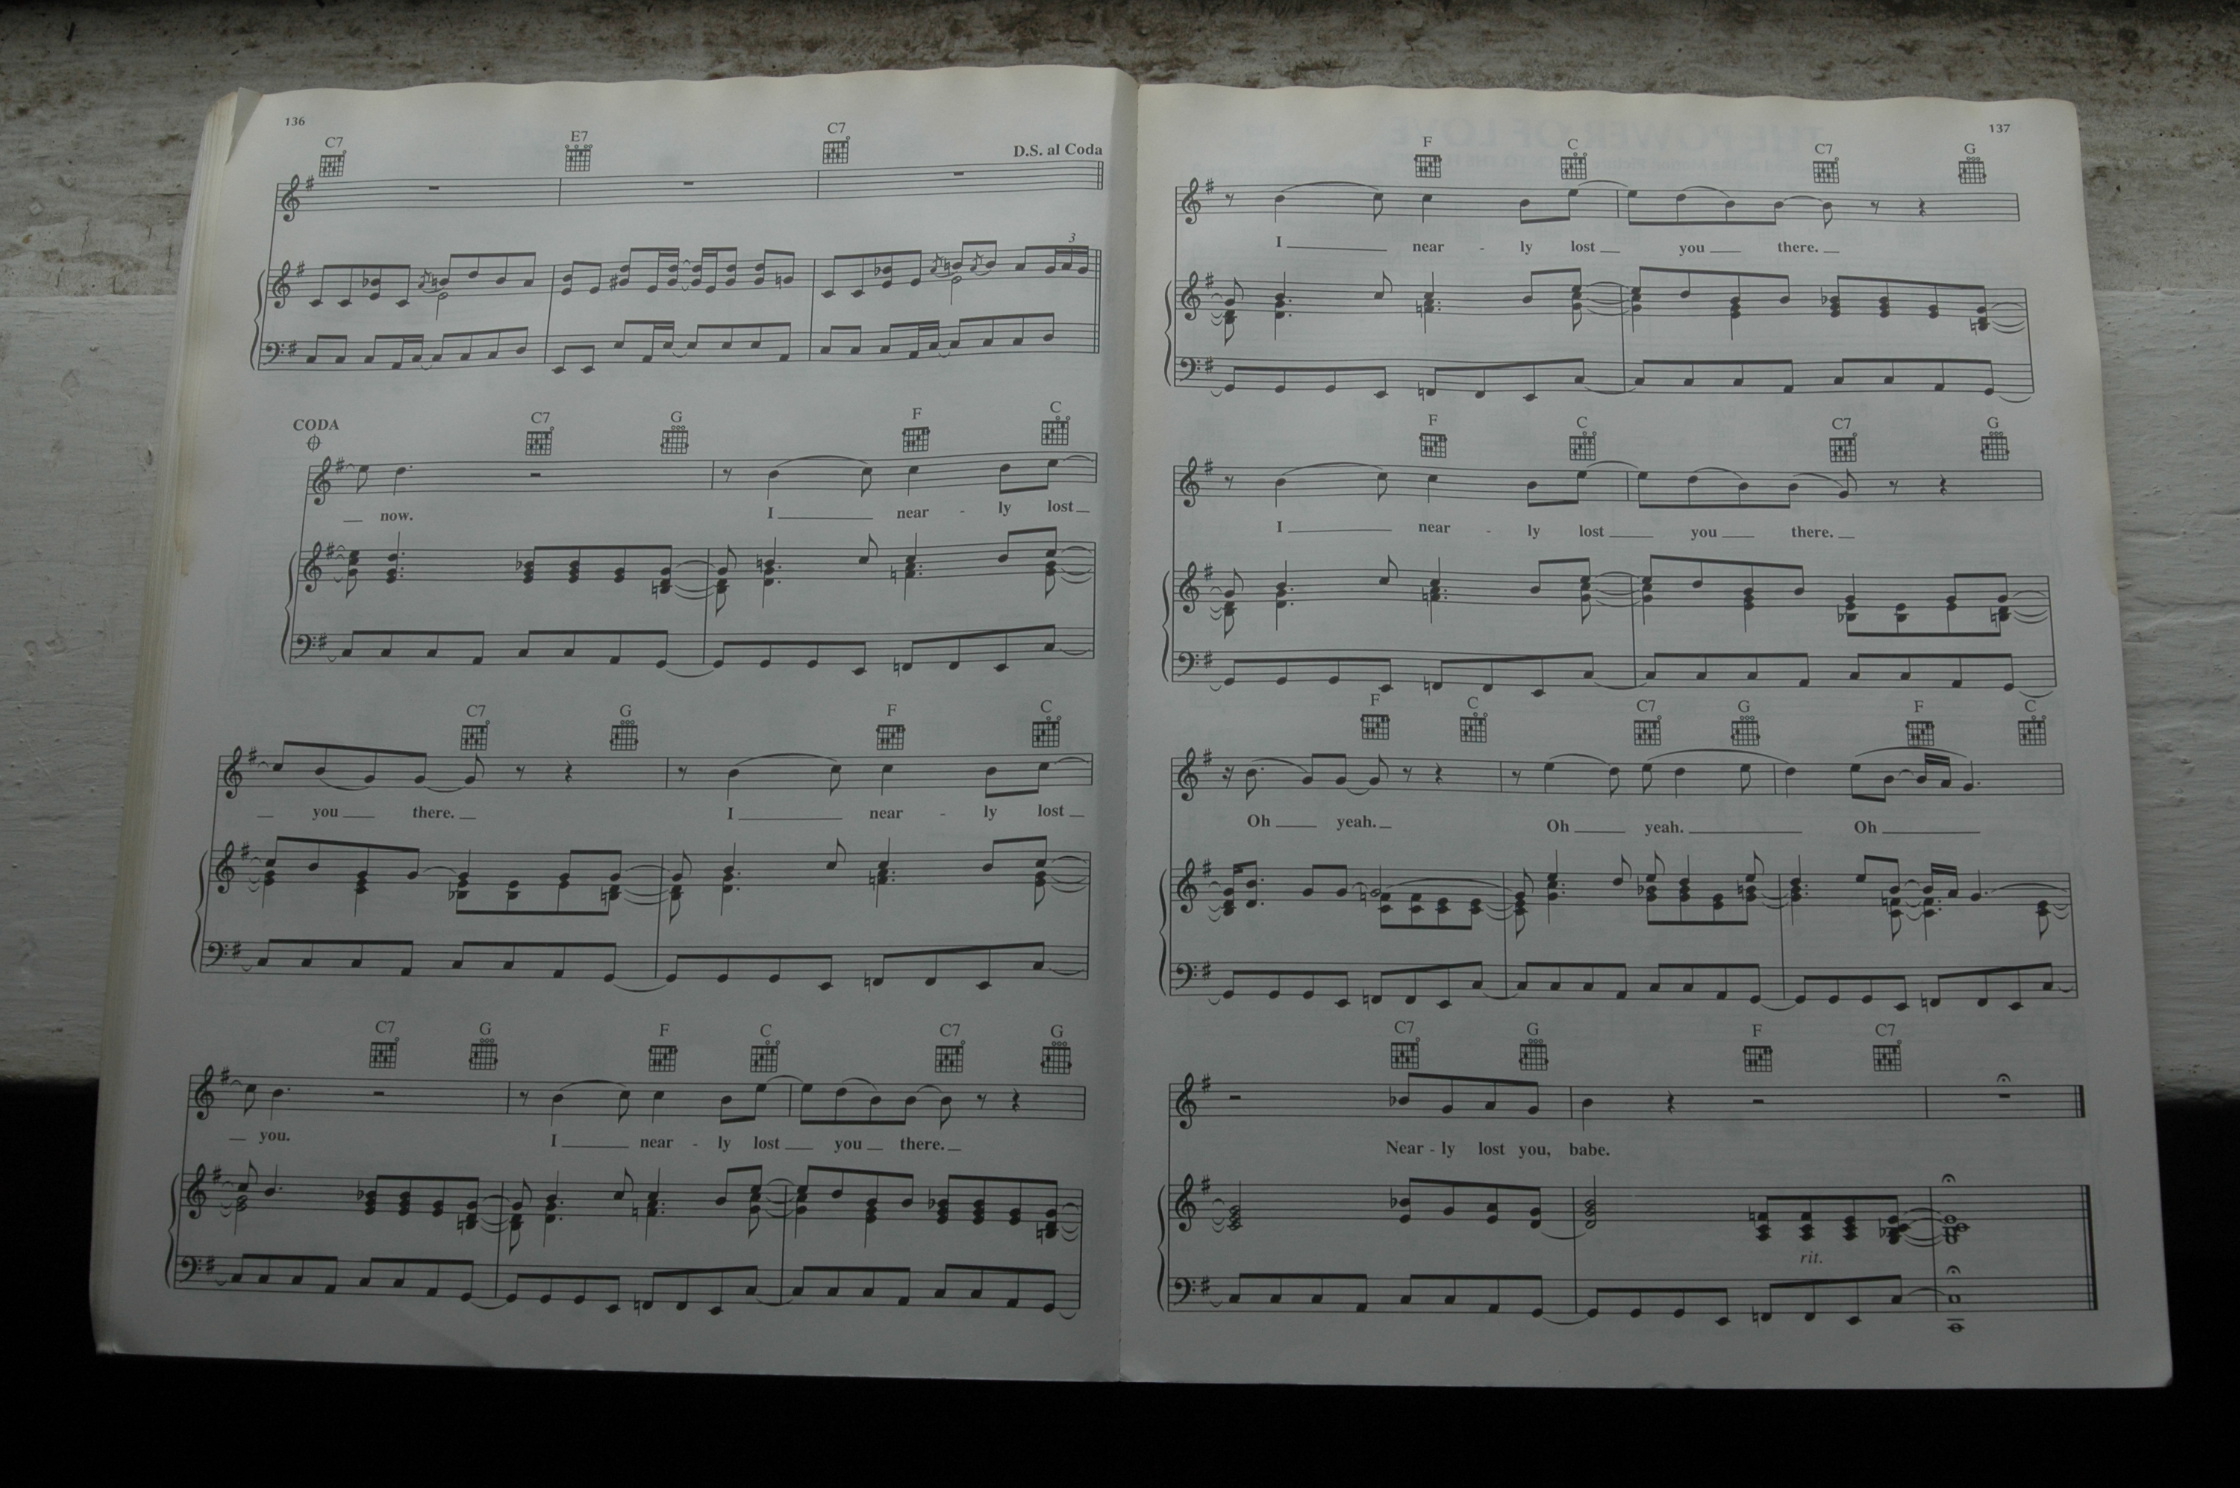 136
C7 E7 C7
D.S. al Coda
3
CODA
C7 G F C
now. I near - ly lost
C7 G F C
you there. I near - ly lost
C7 G F C C7 G
you. I near - ly lost you there.
137
F C C7 G
I near - ly lost you there.
F C C7 G
I near - ly lost you there.
F C C7 G F C
Oh yeah. Oh yeah. Oh
C7 G F C7
Near - ly lost you, babe.
rit.